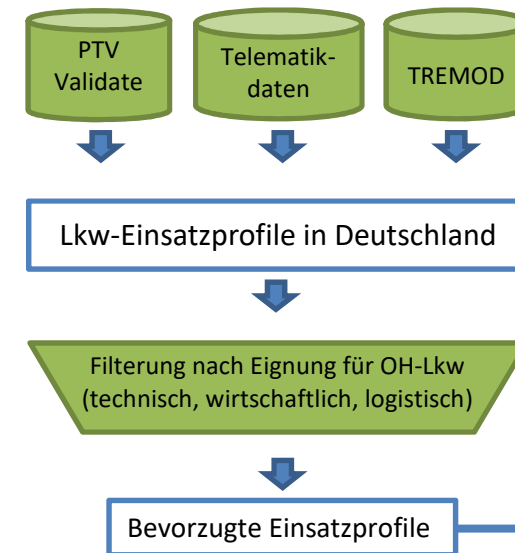 PTV
Validate
Telematik-
daten
TREMOD
Lkw-Einsatzprofile in Deutschland
Filterung nach Eignung für OH-Lkw
(technisch, wirtschaftlich, logistisch)
Bevorzugte Einsatzprofile